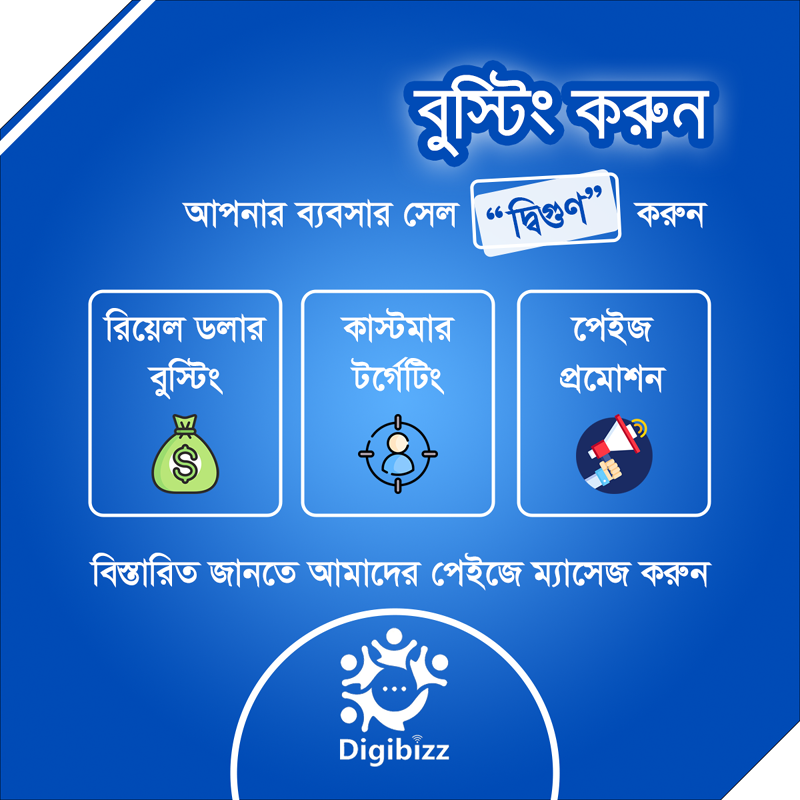 বুস্টিং করুন
আপনার ব্যবসার সেল “দ্বিগুণ” করুন
রিয়েল ডলার
বুস্টিং
কাস্টমার
টার্গেটিং
পেইজ
প্রমোশন
বিস্তারিত জানতে আমাদের পেইজে ম্যাসেজ করুন
Digibizz